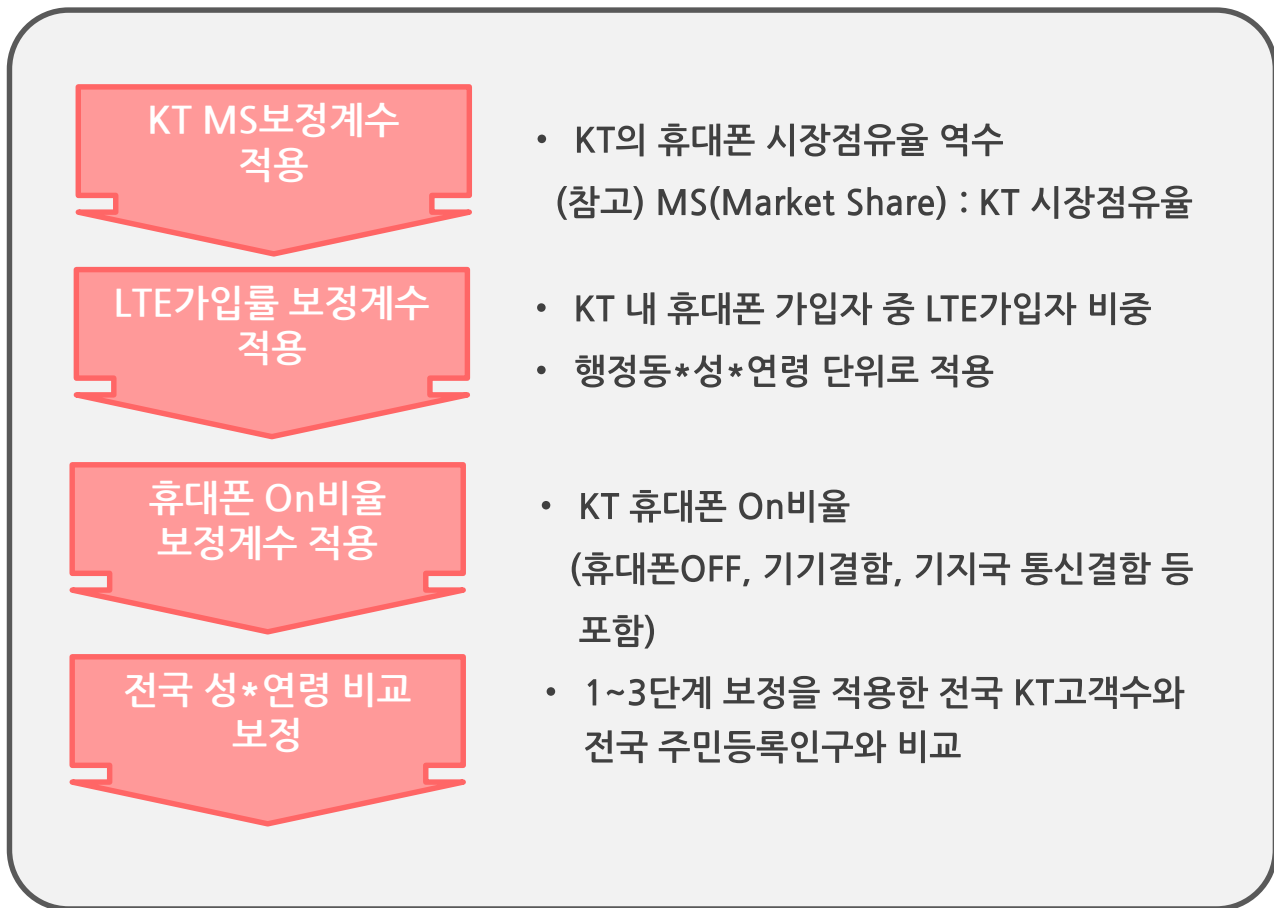 KT MS보정계수
적용
• KT의 휴대폰 시장점유율 역수
(참고) MS(Market Share) : KT 시장점유율
LTE가입률 보정계수
적용
• KT 내 휴대폰 가입자 중 LTE가입자 비중
• 행정동*성*연령 단위로 적용
휴대폰 On비율
보정계수 적용
• KT 휴대폰 On비율
(휴대폰OFF, 기기결함, 기지국 통신결함 등
포함)
전국 성*연령 비교
보정
• 1~3단계 보정을 적용한 전국 KT고객수와
전국 주민등록인구와 비교